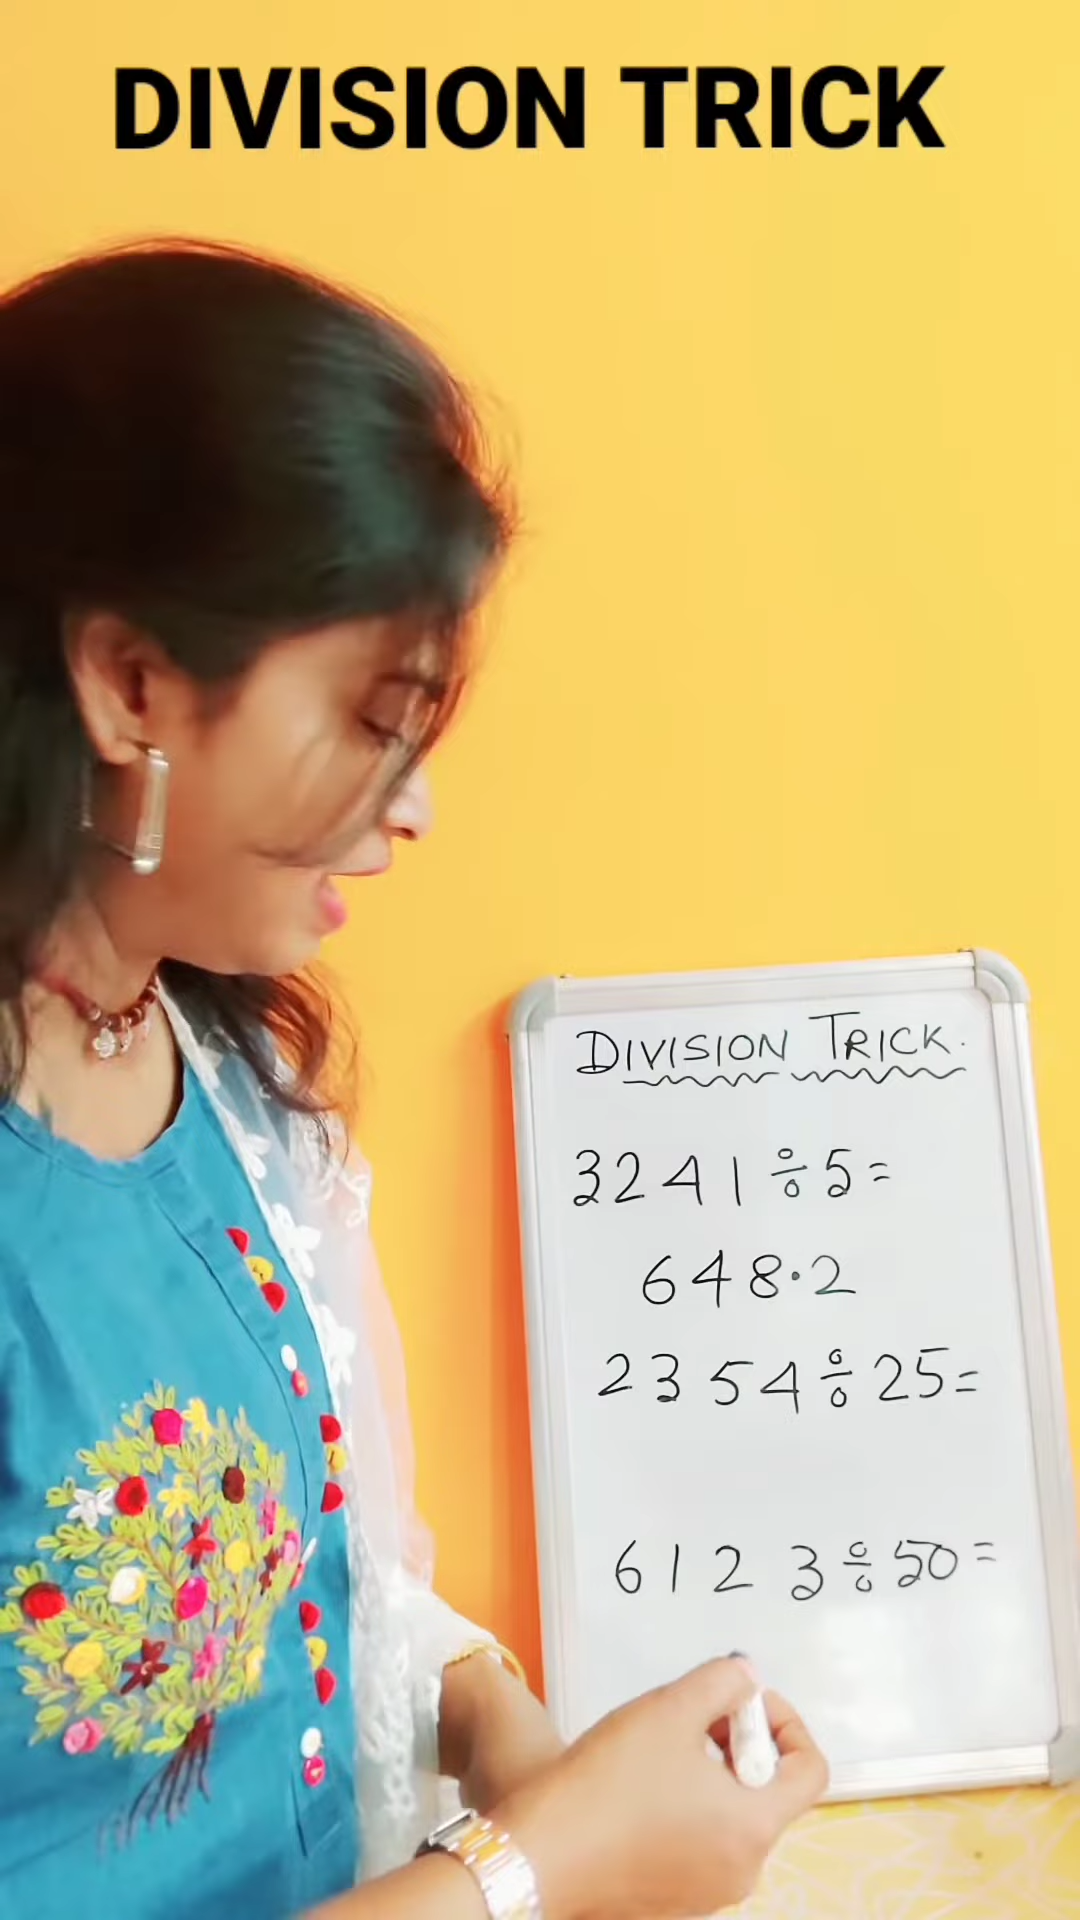 DIVISION TRICK
DIVISION TRICK.
3241÷5=
648.2
2354÷25=
6123÷50=